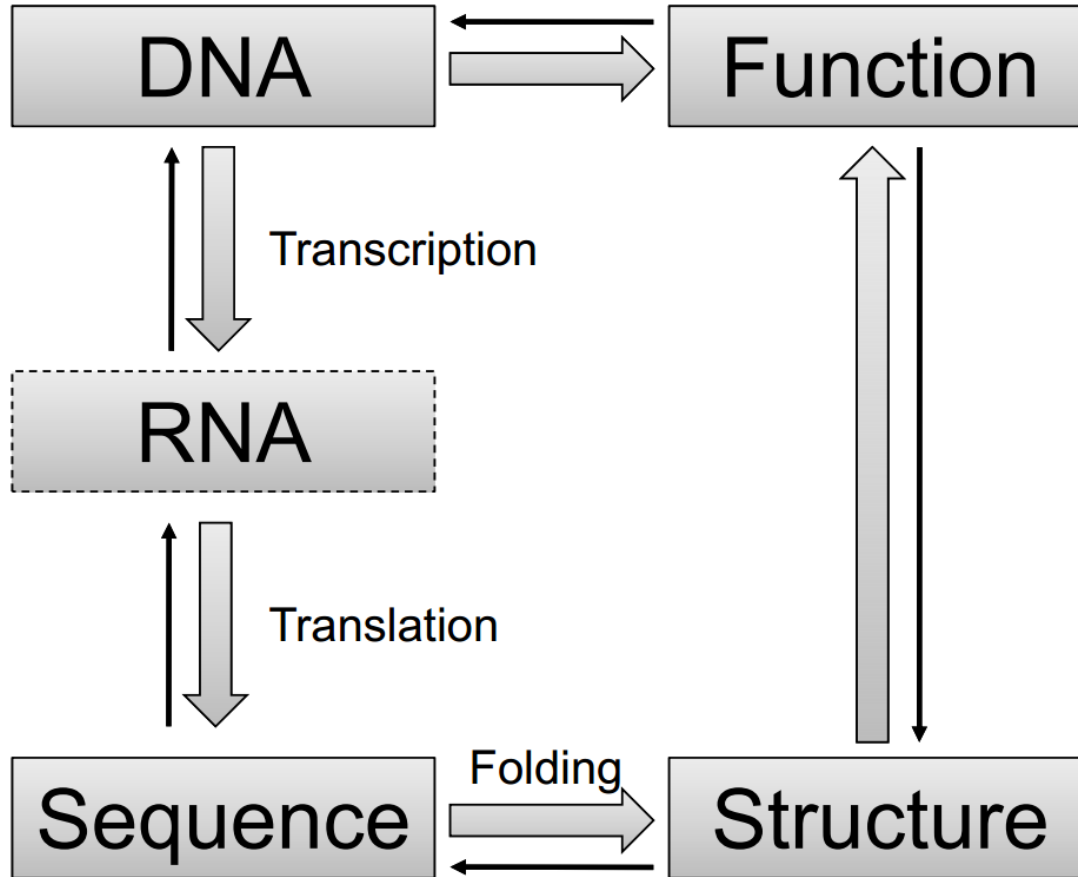 DNA
Function
Transcription
RNA
Translation
Folding
Sequence
Structure